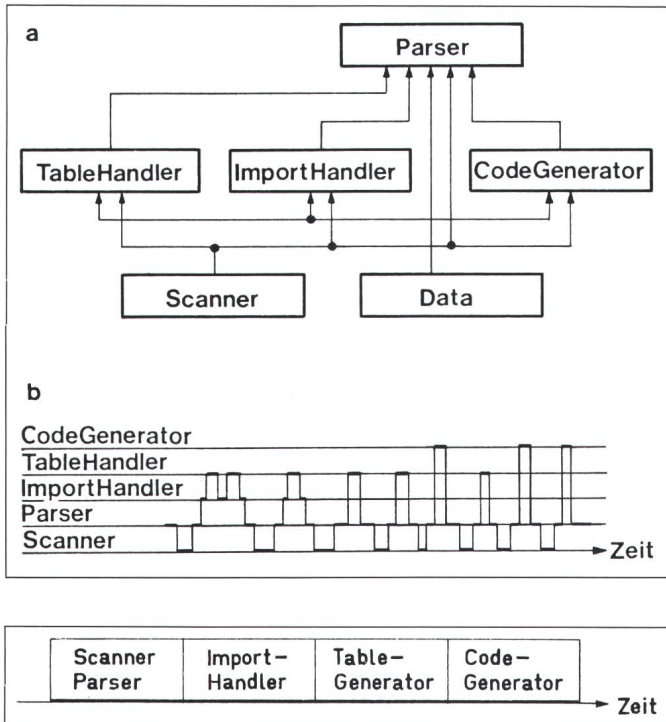 a
Parser
TableHandler
ImportHandler
CodeGenerator
Scanner
Data
b
CodeGenerator
TableHandler
ImportHandler
Parser
Scanner
Zeit
Scanner
Parser
Import-
Handler
Table-
Generator
Code-
Generator
Zeit